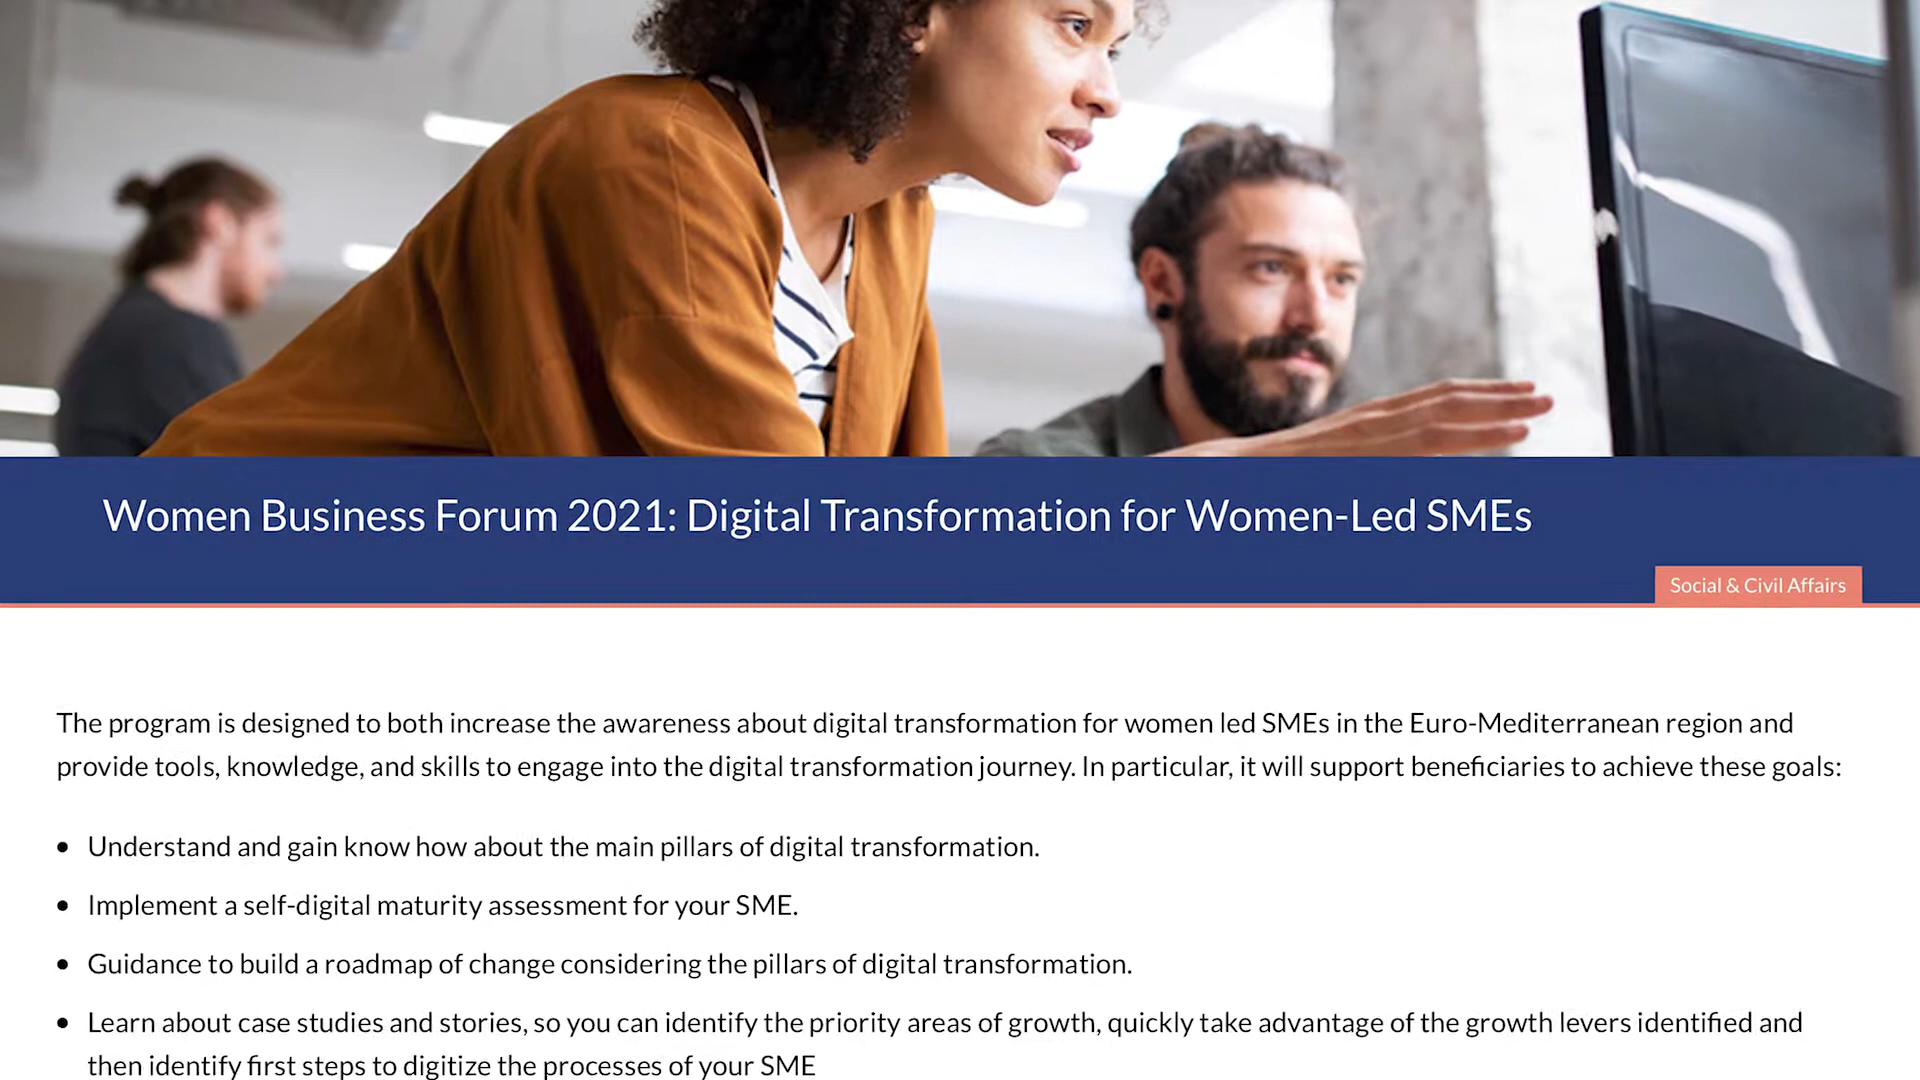 Women Business Forum 2021: Digital Transformation for Women-Led SMEs
Social & Civil Affairs
The program is designed to both increase the awareness about digital transformation for women led SMEs in the Euro-Mediterranean region and
provide tools, knowledge, and skills to engage into the digital transformation journey. In particular, it will support beneficiaries to achieve these goals:
• Understand and gain know how about the main pillars of digital transformation.
• Implement a self-digital maturity assessment for your SME.
• Guidance to build a roadmap of change considering the pillars of digital transformation.
• Learn about case studies and stories, so you can identify the priority areas of growth, quickly take advantage of the growth levers identified and
then identify first steps to digitize the processes of your SME